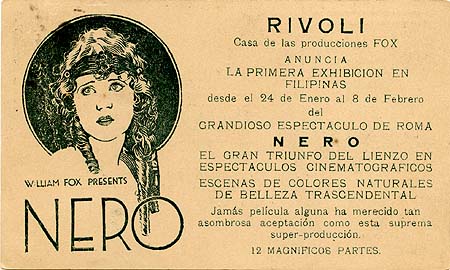 WILLIAM FOX PRESENTS
NERO
RIVOLI
Casa de las producciones FOX
ANUNCIA
LA PRIMERA EXHIBICION EN
FILIPINAS
desde el 24 de Enero al 8 de Febrero
del
GRANDIOSO ESPECTACULO DE ROMA
NERO
EL GRAN TRIUNFO DEL LIENZO EN
ESPECTACULOS CINEMATOGRAFICOS
ESCENAS DE COLORES NATURALES
DE BELLEZA TRASCENDENTAL
Jamás película alguna ha merecido tan
asombrosa aceptación como esta suprema
super-producción.
12 MAGNIFICOS PARTES.